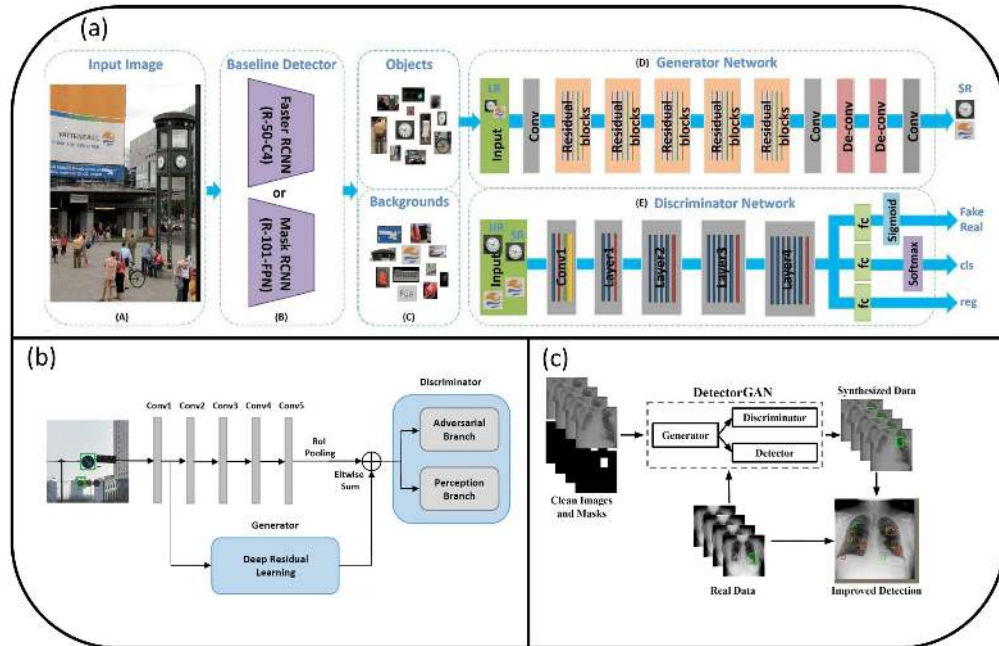 (a)
Input Image
Baseline Detector
Objects
(D) Generator Network
VATTENFALL
Faster RCNN
(R-50-C4)
or
Mask RCNN
(R-101-FPN)
LR
Input
Conv
Residual
blocks
Residual
blocks
Residual
blocks
Residual
blocks
Residual
blocks
Conv
De-conv
De-conv
Conv
SR
Backgrounds
(E) Discriminator Network
HR
SR
Input
Conv1
Layer1
Layer2
Layer3
Layer4
fc
fc
fc
Sigmoid
Softmax
Fake
Real
cls
reg
(A)
(B)
(C)
(b)
Conv1 Conv2 Conv3 Conv4 Conv5
RoI
Pooling
Eltwise
Sum
Discriminator
Adversarial
Branch
Perception
Branch
Generator
Deep Residual
Learning
(c)
DetectorGAN
Synthesized Data
Generator
Discriminator
Detector
Clean Images
and Masks
Real Data
Improved Detection